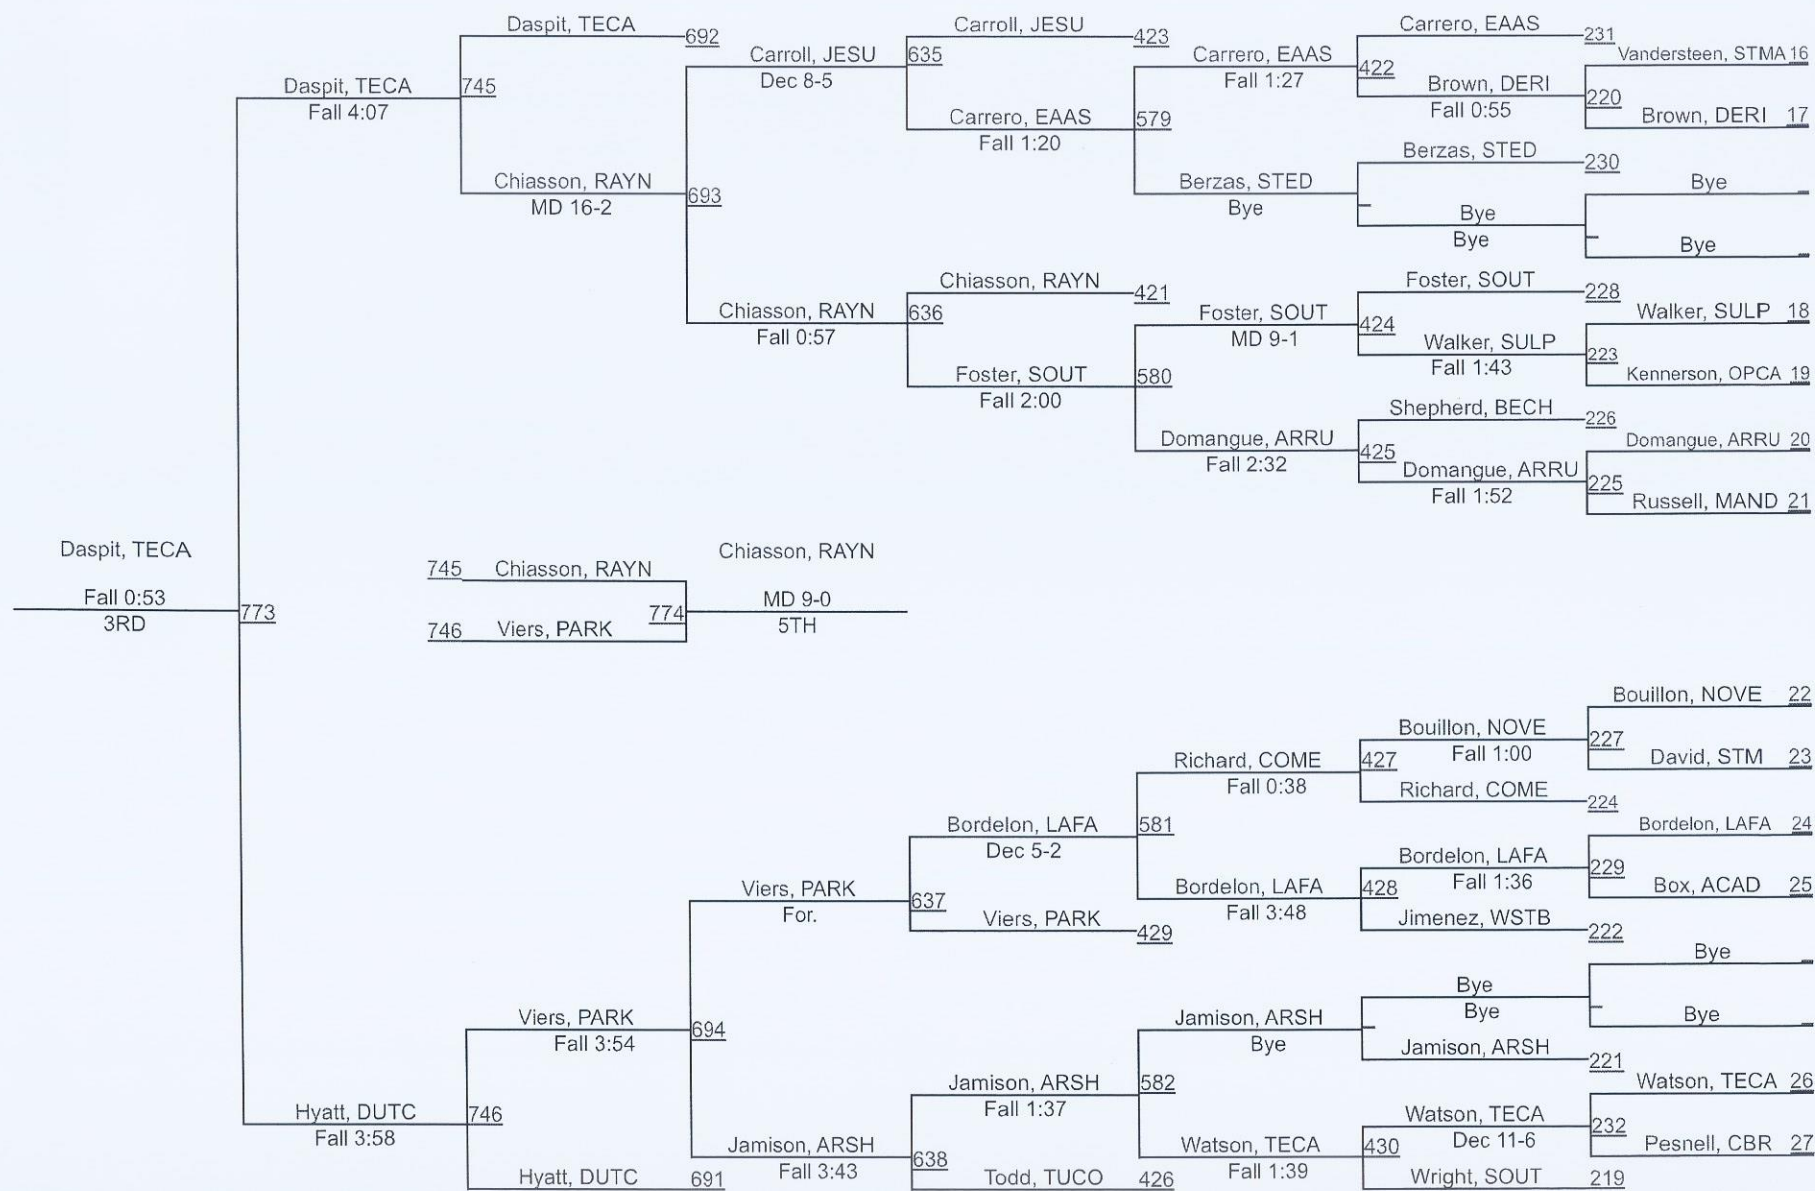 Daspit, TECA
692
Carroll, JESU
423
Carrero, EAAS
231
Vandersteen, STMA 16
Carroll, JESU
635
Dec 8-5
Carrero, EAAS
422
Fall 1:27
Daspit, TECA
745
Fall 4:07
Brown, DERI
220
Fall 0:55
Brown, DERI 17
Carrero, EAAS
579
Fall 1:20
Berzas, STED
230
Chiasson, RAYN
693
MD 16-2
Berzas, STED
Bye
Bye
Bye
Bye
Bye
Chiasson, RAYN
421
Foster, SOUT
228
Walker, SULP 18
Chiasson, RAYN
636
Fall 0:57
Foster, SOUT
424
MD 9-1
Walker, SULP
223
Fall 1:43
Kennerson, OPCA 19
Foster, SOUT
580
Fall 2:00
Shepherd, BECH
226
Domangue, ARRU 20
Domangue, ARRU
425
Fall 2:32
Domangue, ARRU
225
Fall 1:52
Russell, MAND 21
Daspit, TECA
Fall 0:53
773
3RD
745 Chiasson, RAYN
Chiasson, RAYN
774
MD 9-0
5TH
746 Viers, PARK
Bouillon, NOVE 22
Bouillon, NOVE
227
Fall 1:00
David, STM 23
Richard, COME
427
Fall 0:38
Richard, COME
224
Bordelon, LAFA
581
Dec 5-2
Bordelon, LAFA 24
Bordelon, LAFA
229
Fall 1:36
Box, ACAD 25
Viers, PARK
637
For.
Bordelon, LAFA
428
Fall 3:48
Viers, PARK
429
Jimenez, WSTB
222
Bye
Bye
Bye
Bye
Viers, PARK
694
Fall 3:54
Jamison, ARSH
Bye
Jamison, ARSH
221
Jamison, ARSH
582
Fall 1:37
Watson, TECA 26
Hyatt, DUTC
746
Fall 3:58
Watson, TECA
232
Dec 11-6
Pesnell, CBR 27
Jamison, ARSH
638
Fall 3:43
Watson, TECA
430
Fall 1:39
Hyatt, DUTC
691
Todd, TUCO
426
Wright, SOUT
219